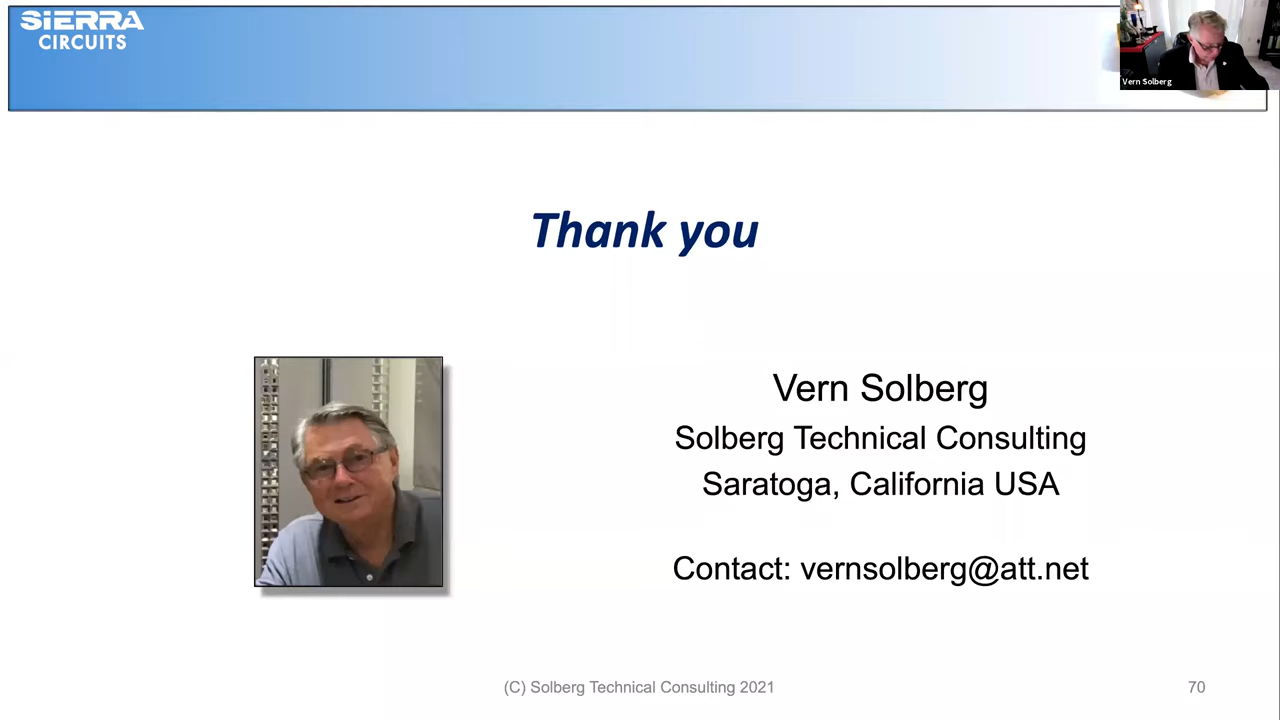 SIERRA
CIRCUITS
Vern Solberg
Thank you
Vern Solberg
Solberg Technical Consulting
Saratoga, California USA
Contact: vernsolberg@att.net
(C) Solberg Technical Consulting 2021
70